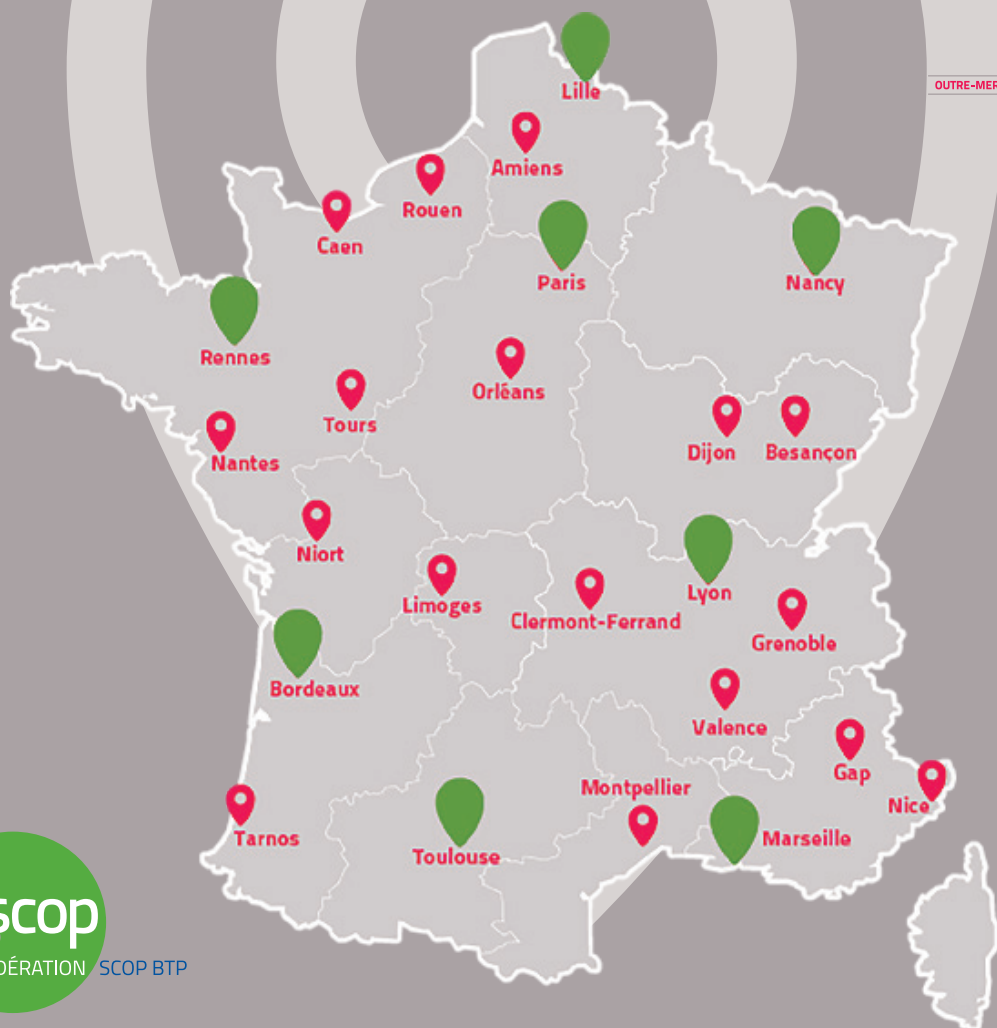 Lille
OUTRE-MER
Amiens
Rouen
Caen
Paris
Nancy
Rennes
Orléans
Tours
Dijon
Besançon
Nantes
Niort
Limoges
Clermont-Ferrand
Lyon
Grenoble
Bordeaux
Valence
Gap
Montpellier
Nice
Tarnos
Toulouse
Marseille
scop
DÉRATION SCOP BTP